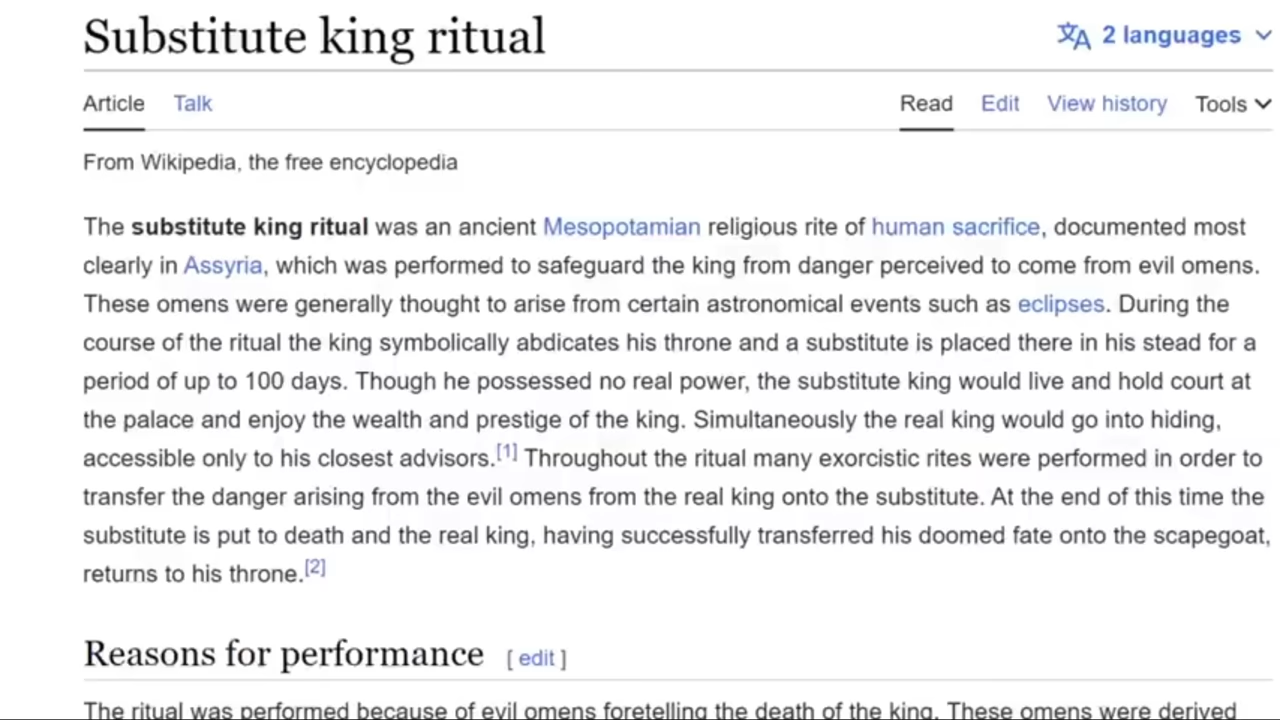 Substitute king ritual
文A 2 languages
Article Talk Read Edit View history Tools
From Wikipedia, the free encyclopedia
The substitute king ritual was an ancient Mesopotamian religious rite of human sacrifice, documented most
clearly in Assyria, which was performed to safeguard the king from danger perceived to come from evil omens.
These omens were generally thought to arise from certain astronomical events such as eclipses. During the
course of the ritual the king symbolically abdicates his throne and a substitute is placed there in his stead for a
period of up to 100 days. Though he possessed no real power, the substitute king would live and hold court at
the palace and enjoy the wealth and prestige of the king. Simultaneously the real king would go into hiding,
accessible only to his closest advisors.[1] Throughout the ritual many exorcistic rites were performed in order to
transfer the danger arising from the evil omens from the real king onto the substitute. At the end of this time the
substitute is put to death and the real king, having successfully transferred his doomed fate onto the scapegoat,
returns to his throne.[2]
Reasons for performance [ edit ]
The ritual was performed because of evil omens foretelling the death of the king. These omens were derived